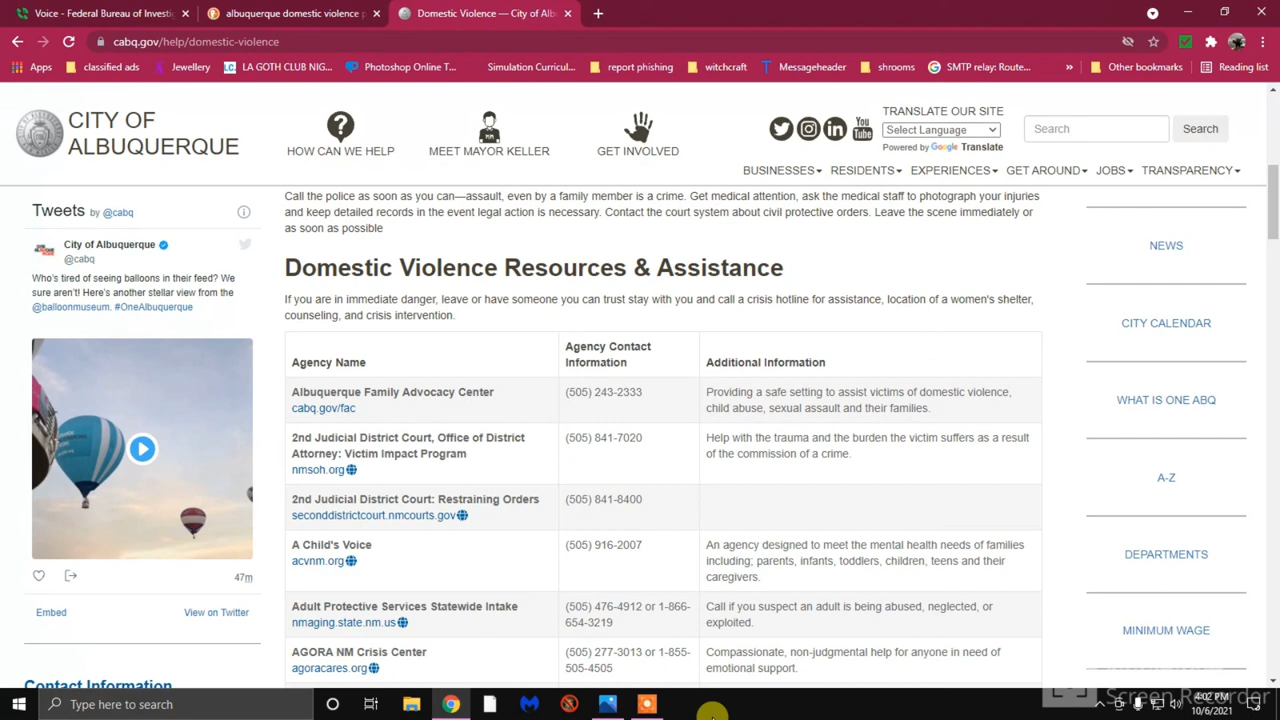 Voice - Federal Bureau of Investig
albuquerque domestic violence p
Domestic Violence — City of Alb
cabq.gov/help/domestic-violence
Apps
classified ads
Jewellery
I.C.
LA GOTH CLUB NIG...
Photoshop Online T...
Simulation Curricul...
report phishing
witchcraft
Messageheader
shrooms
SMTP relay: Route...
»
Other bookmarks
Reading list
CITY OF
ALBUQUERQUE
HOW CAN WE HELP
MEET MAYOR KELLER
GET INVOLVED
You
Tube
TRANSLATE OUR SITE
Select Language
Powered by Google Translate
Search
Search
BUSINESSES
RESIDENTS
EXPERIENCES
GET AROUND
JOBS
TRANSPARENCY
Tweets by @cabq
City of Albuquerque
@cabq
Who's tired of seeing balloons in their feed? We
sure aren't! Here's another stellar view from the
@balloonmuseum. #OneAlbuquerque
47m
Embed
View on Twitter
Contact Information
Call the police as soon as you can—assault, even by a family member is a crime. Get medical attention, ask the medical staff to photograph your injuries
and keep detailed records in the event legal action is necessary. Contact the court system about civil protective orders. Leave the scene immediately or
as soon as possible
Domestic Violence Resources & Assistance
If you are in immediate danger, leave or have someone you can trust stay with you and call a crisis hotline for assistance, location of a women's shelter,
counseling, and crisis intervention.
Agency Name
Agency Contact
Information
Additional Information
Albuquerque Family Advocacy Center
cabq.gov/fac
(505) 243-2333
Providing a safe setting to assist victims of domestic violence,
child abuse, sexual assault and their families.
2nd Judicial District Court, Office of District
Attorney: Victim Impact Program
nmsoh.org
(505) 841-7020
Help with the trauma and the burden the victim suffers as a result
of the commission of a crime.
2nd Judicial District Court: Restraining Orders
seconddistrictcourt.nmcourts.gov
(505) 841-8400
A Child's Voice
acvnm.org
(505) 916-2007
An agency designed to meet the mental health needs of families
including; parents, infants, toddlers, children, teens and their
caregivers.
Adult Protective Services Statewide Intake
nmaging.state.nm.us
(505) 476-4912 or 1-866-
654-3219
Call if you suspect an adult is being abused, neglected, or
exploited.
AGORA NM Crisis Center
agoracares.org
(505) 277-3013 or 1-855-
505-4505
Compassionate, non-judgmental help for anyone in need of
emotional support.
NEWS
CITY CALENDAR
WHAT IS ONE ABQ
A-Z
DEPARTMENTS
MINIMUM WAGE
Type here to search
Screen Recorder
4:02 PM
10/6/2021